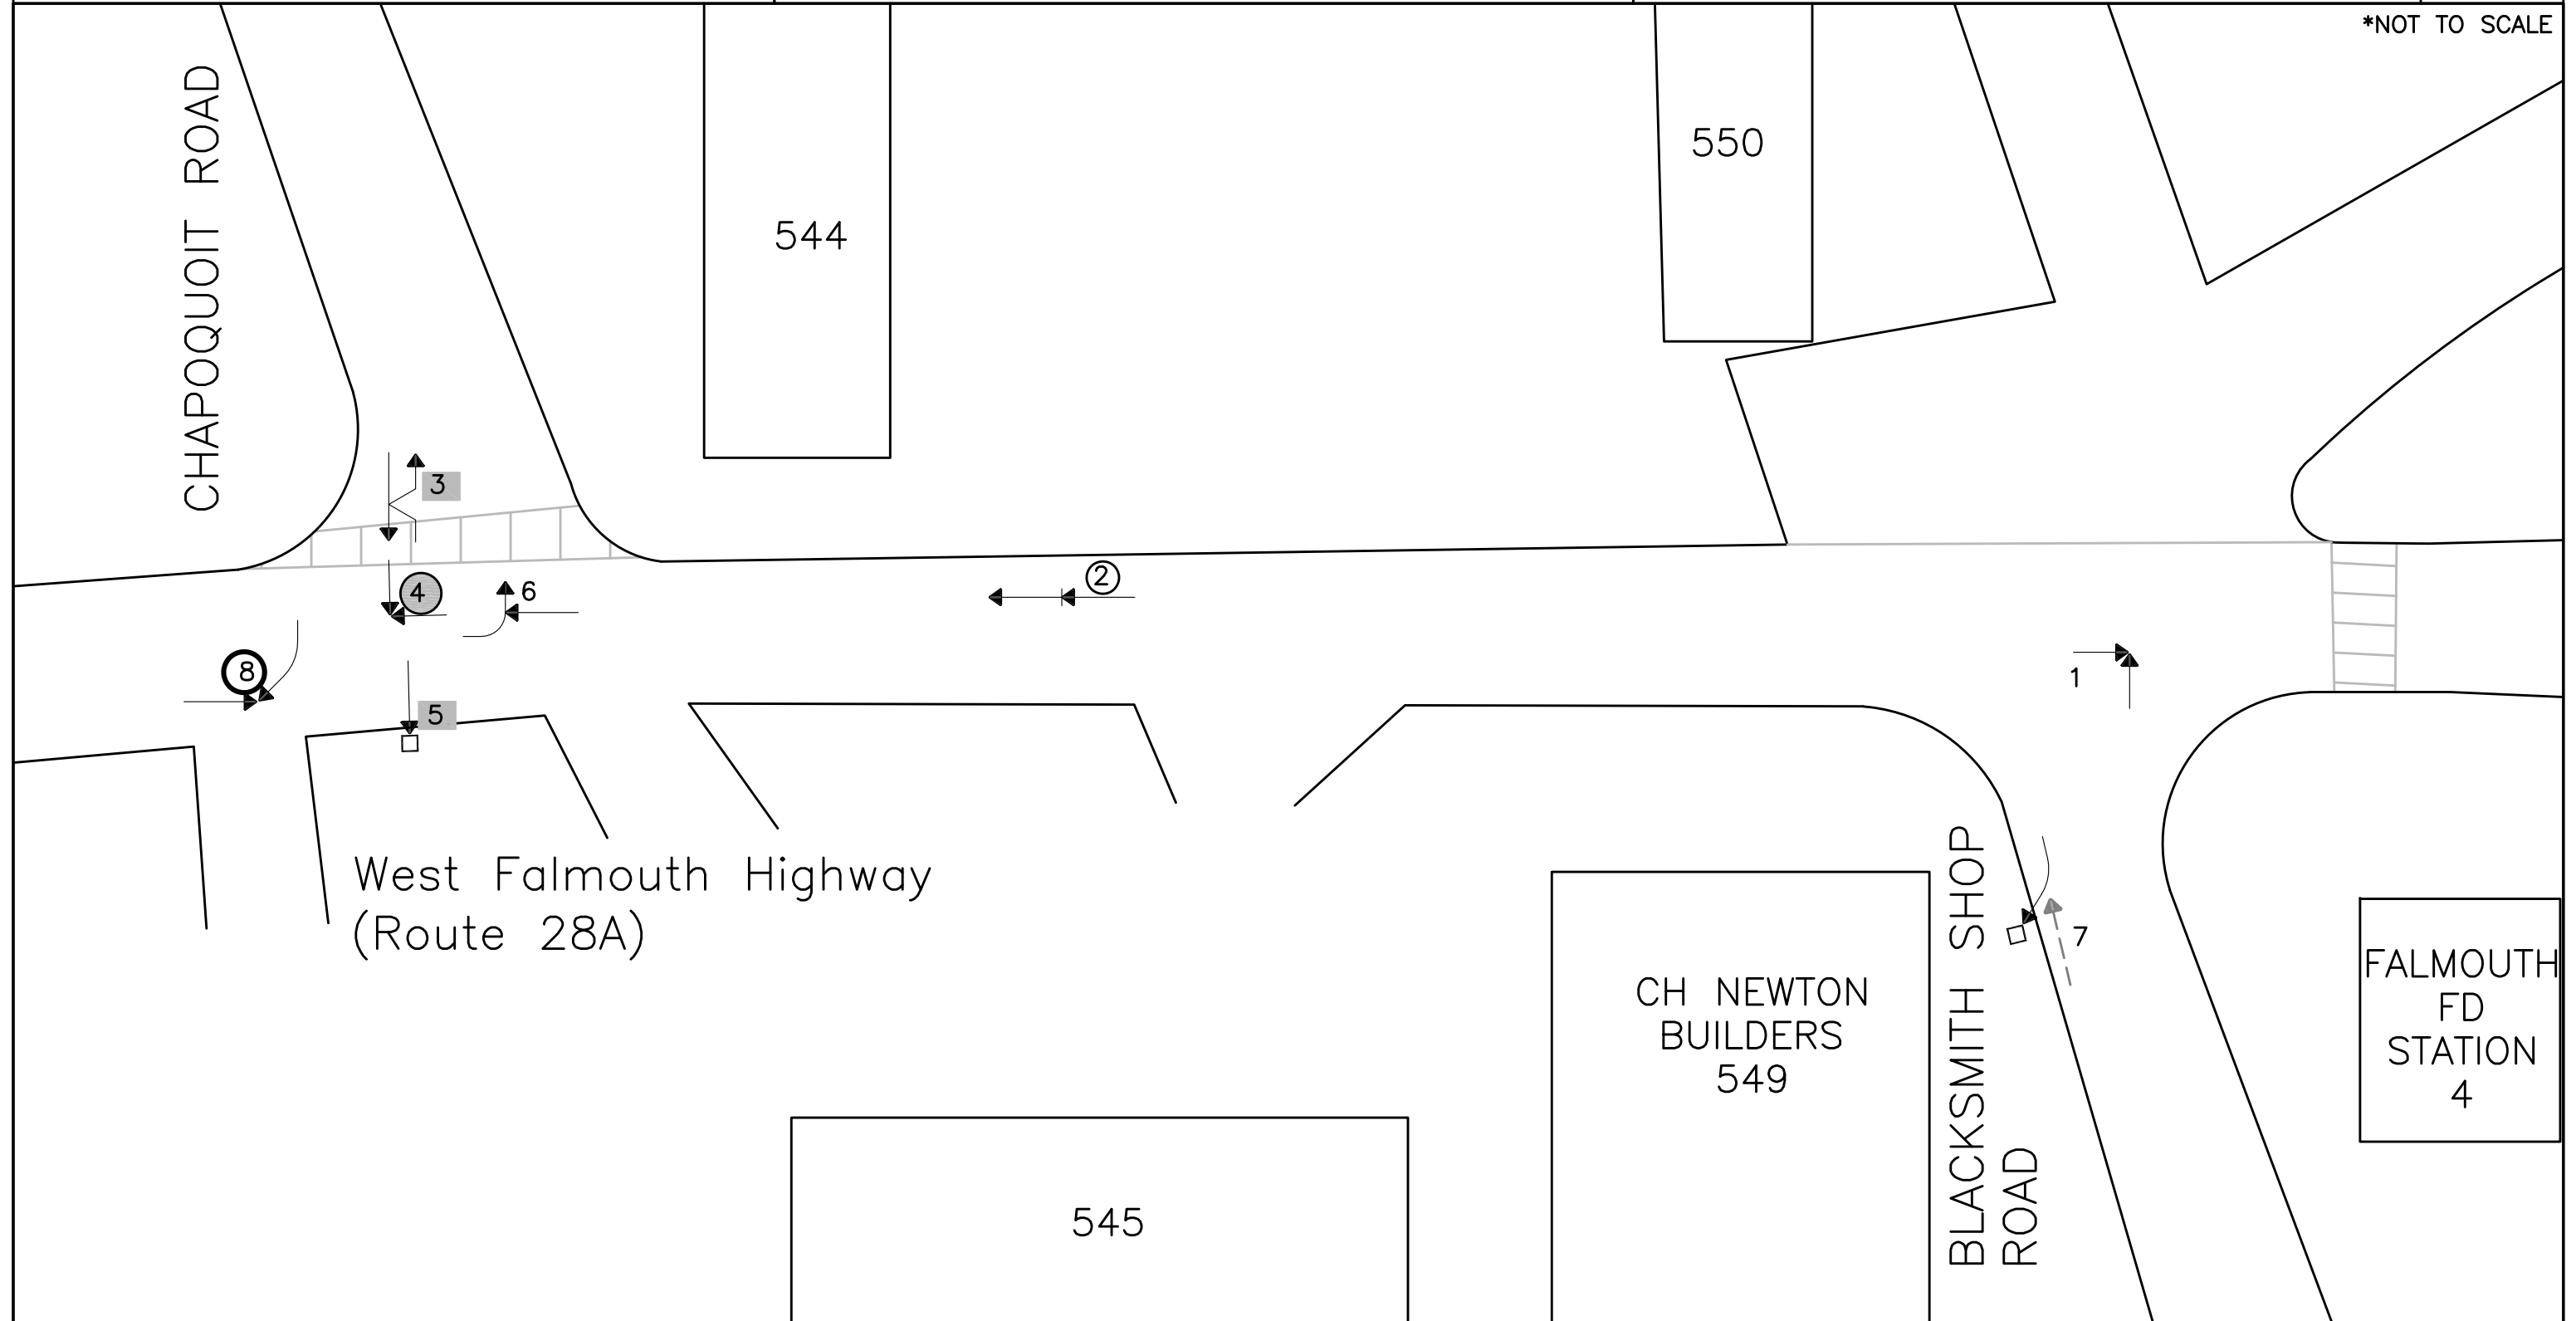 *NOT TO SCALE
CHAPOQUOIT ROAD
544
550
3
4
6
2
8
5
1
West Falmouth Highway
(Route 28A)
7
BLACKSMITH SHOP
ROAD
CH NEWTON
BUILDERS
549
FALMOUTH
FD
STATION
4
545